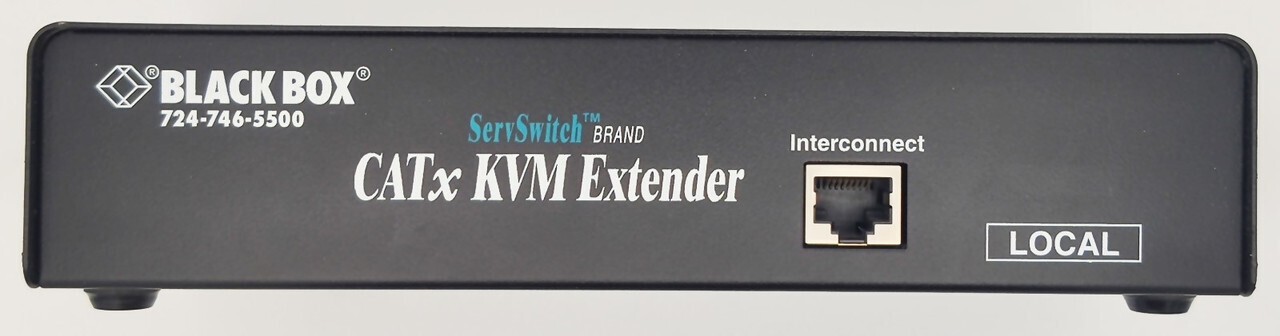 ®BLACK BOX®
724-746-5500
ServSwitch™ BRAND
CATx KVM Extender
Interconnect
LOCAL